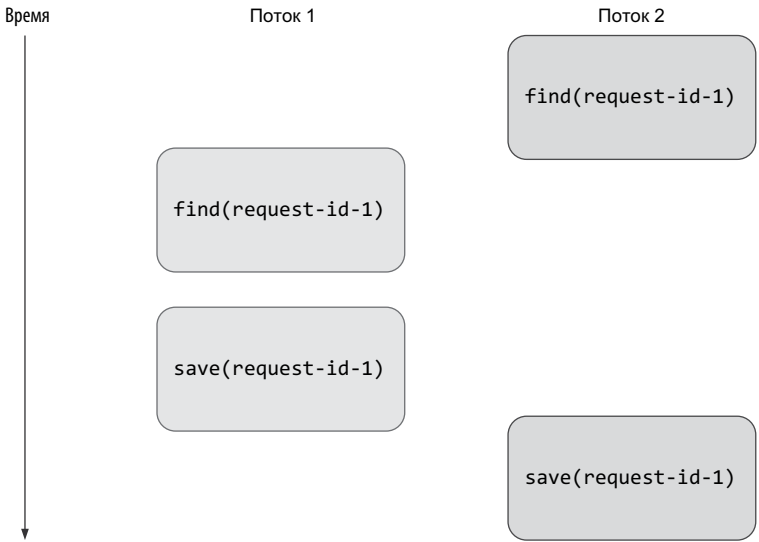 Время
Поток 1
Поток 2
find(request-id-1)
find(request-id-1)
save(request-id-1)
save(request-id-1)